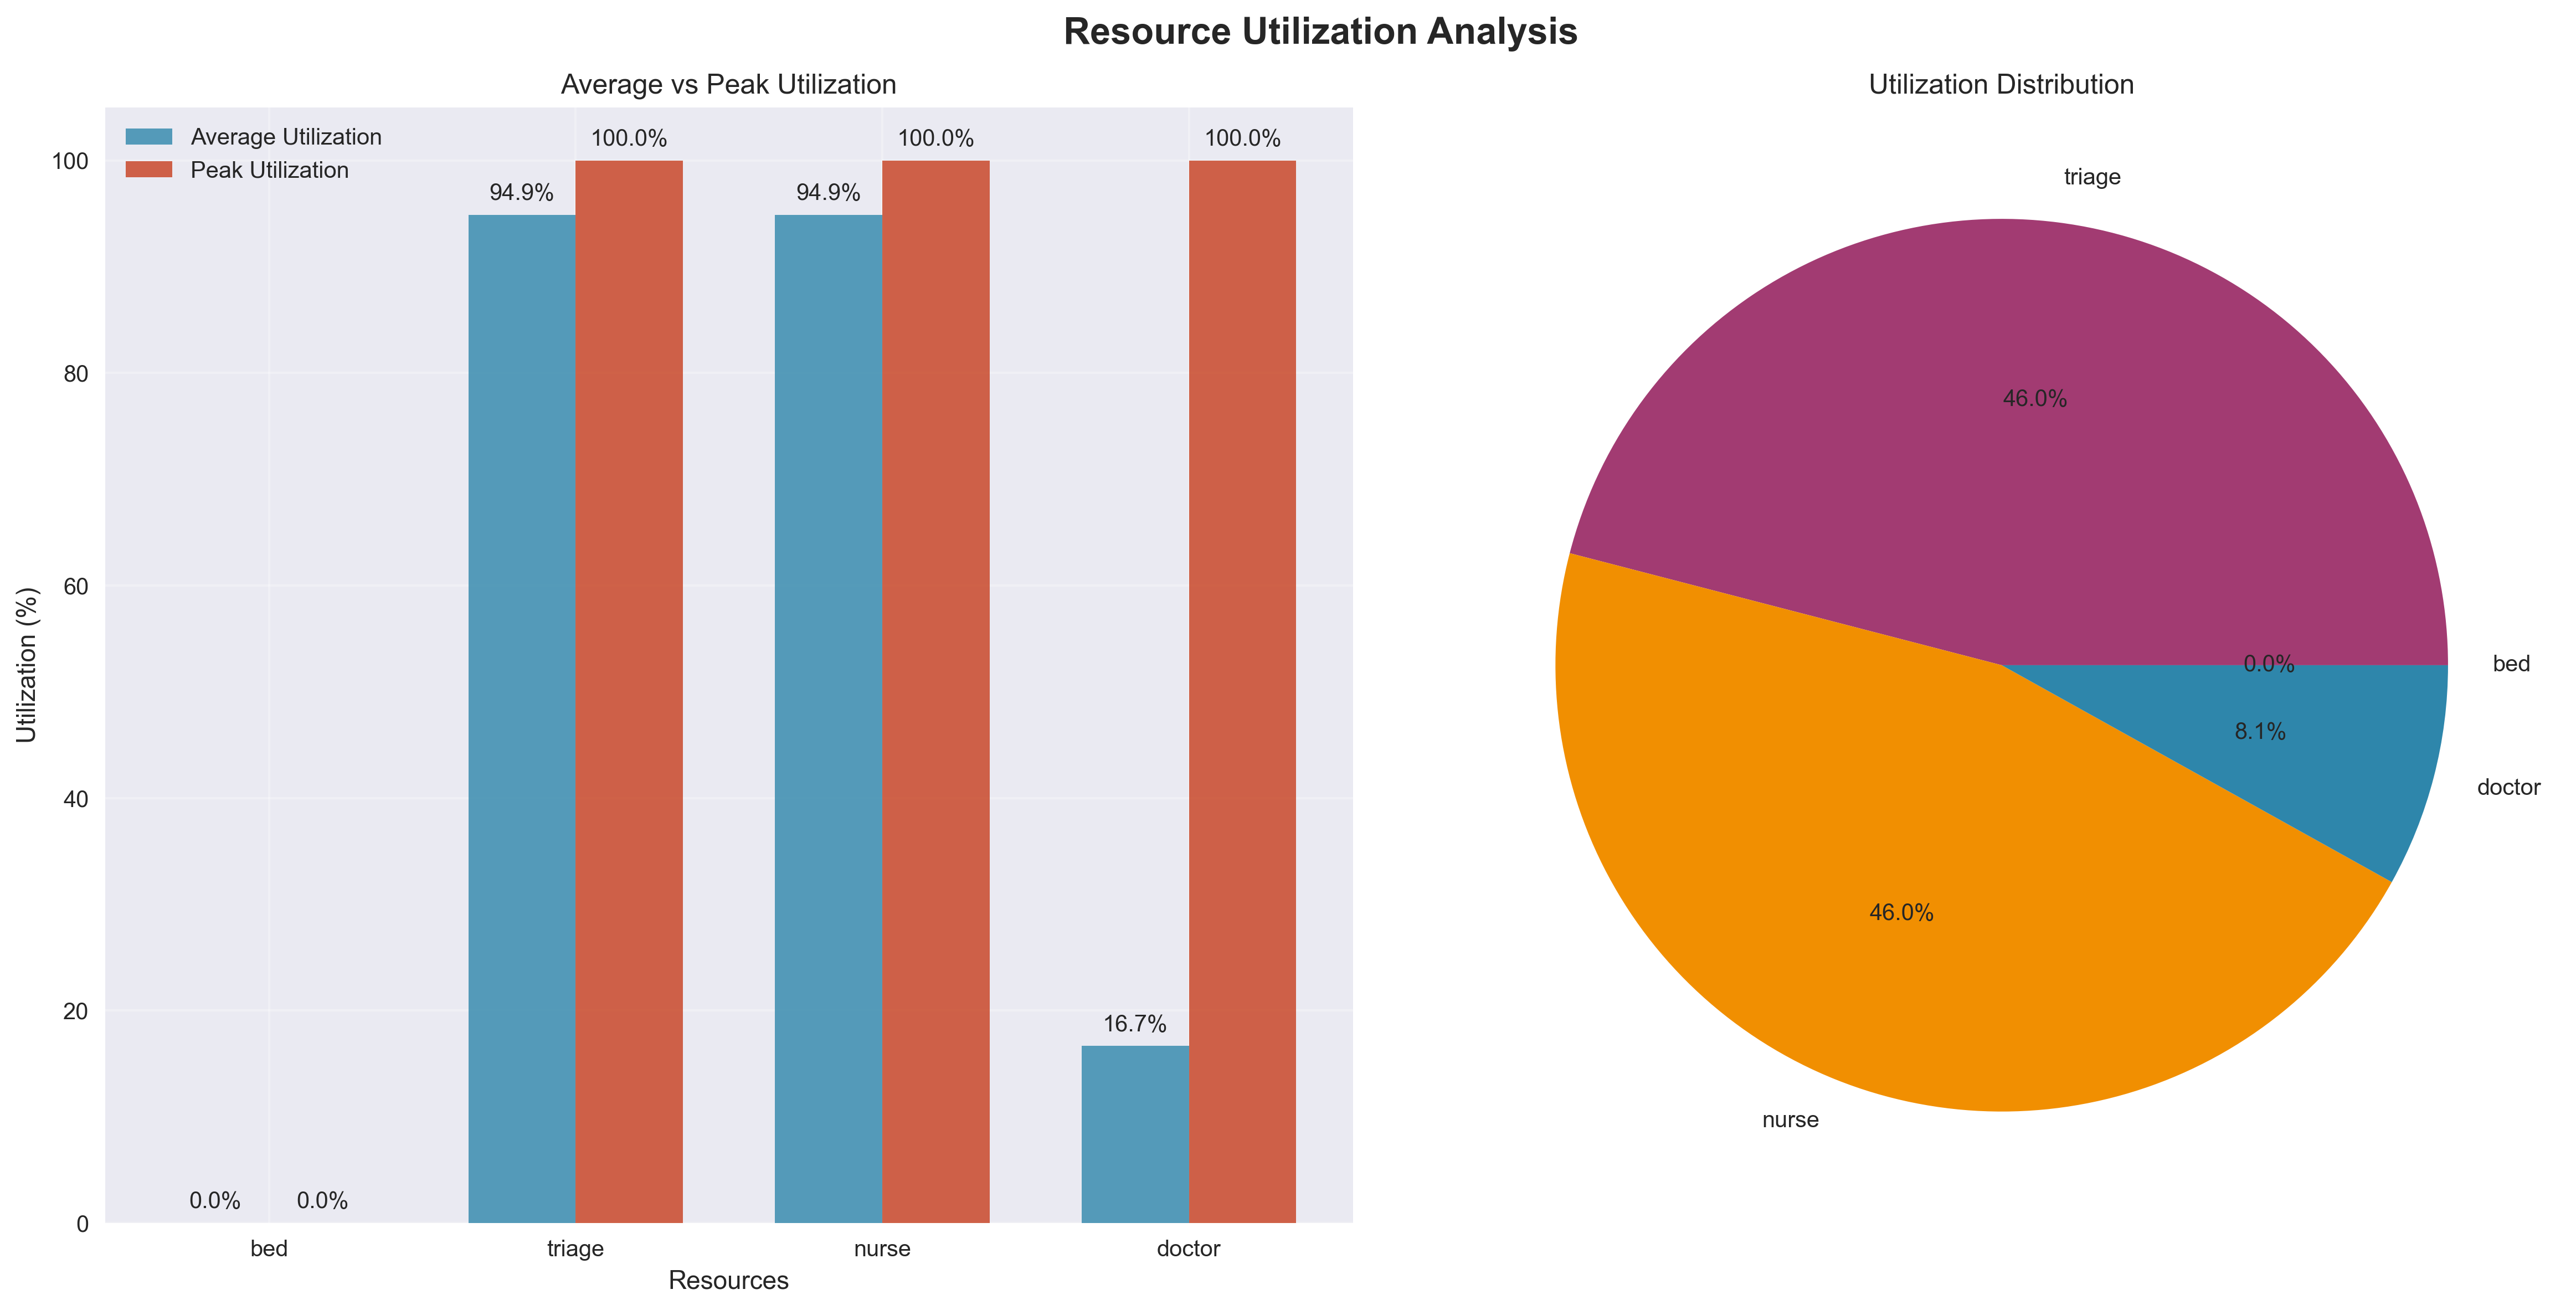 Resource Utilization Analysis
Average vs Peak Utilization
Average Utilization
Peak Utilization
Utilization (%)
100
80
60
40
20
0
0.0%
0.0%
94.9%
100.0%
94.9%
100.0%
16.7%
100.0%
bed
triage
nurse
doctor
Resources
Utilization Distribution
triage
46.0%
0.0%
bed
8.1%
doctor
46.0%
nurse